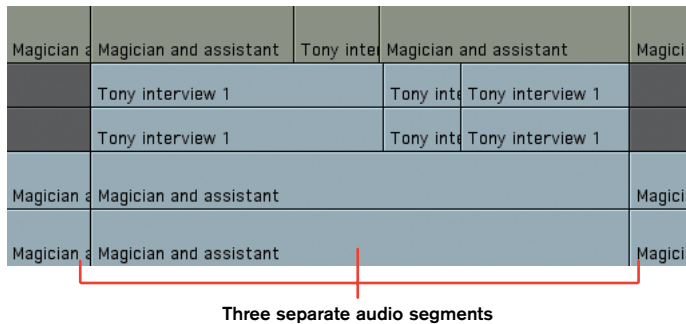 Magician a Magician and assistant Tony inter Magician and assistant Magici
Tony interview 1 Tony inte Tony interview 1
Tony interview 1 Tony inte Tony interview 1
Magician a Magician and assistant Magici
Magician a Magician and assistant Magici
Three separate audio segments